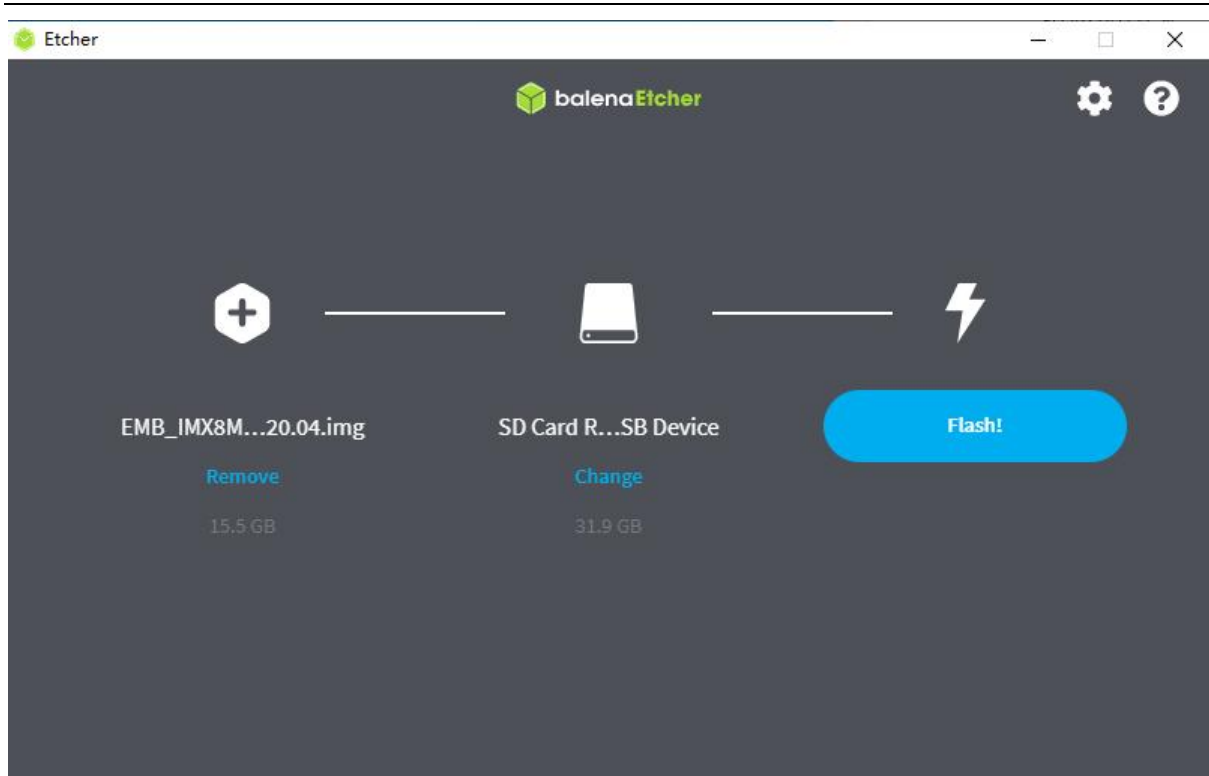 Etcher
balenaEtcher
EMB_IMX8M...20.04.img
SD Card R...SB Device
Flash!
Remove
Change
15.5 GB
31.9 GB